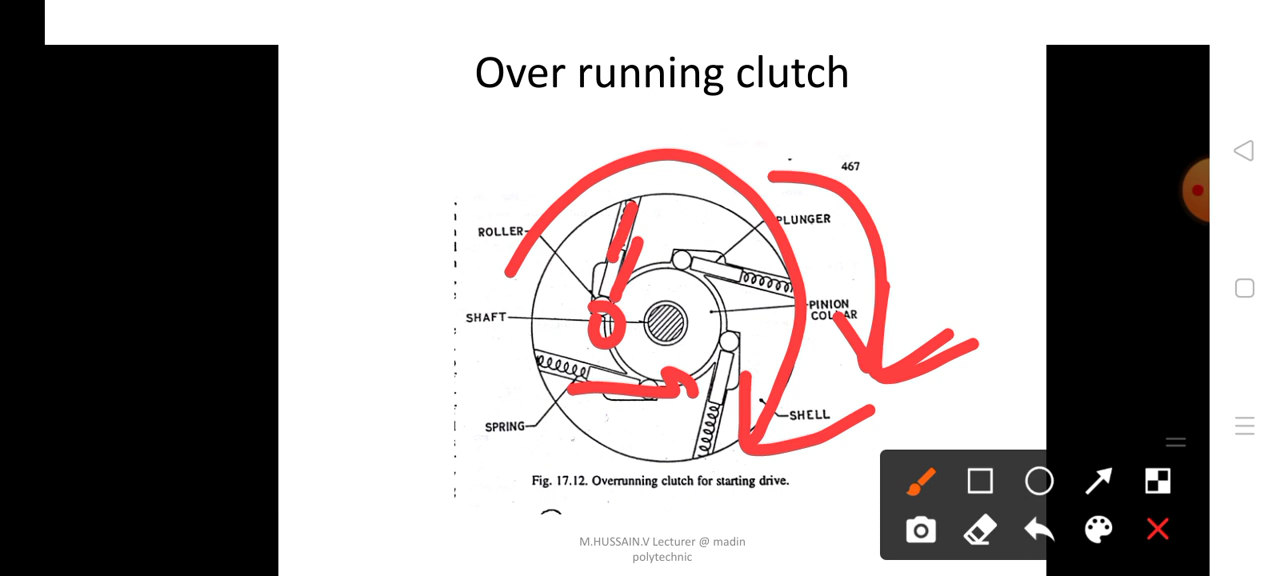 Over running clutch
467
ROLLER
PLUNGER
PINION
COLLAR
SHAFT
SHELL
SPRING
Fig. 17.12. Overrunning clutch for starting drive.
M.HUSSAIN.V Lecturer @ madin
polytechnic